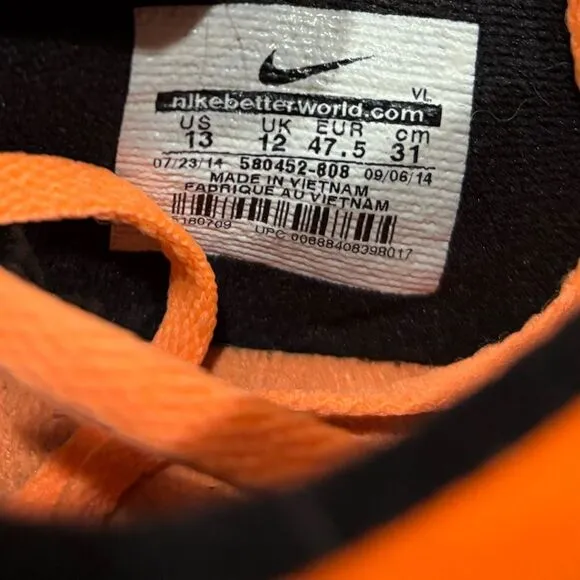 VL
nikebetterworld.com
US UK EUR cm
13 12 47.5 31
07/23/14 580452-808 09/06/14
MADE IN VIETNAM
FABRIQUE AU VIETNAM
UPC 00888408398017